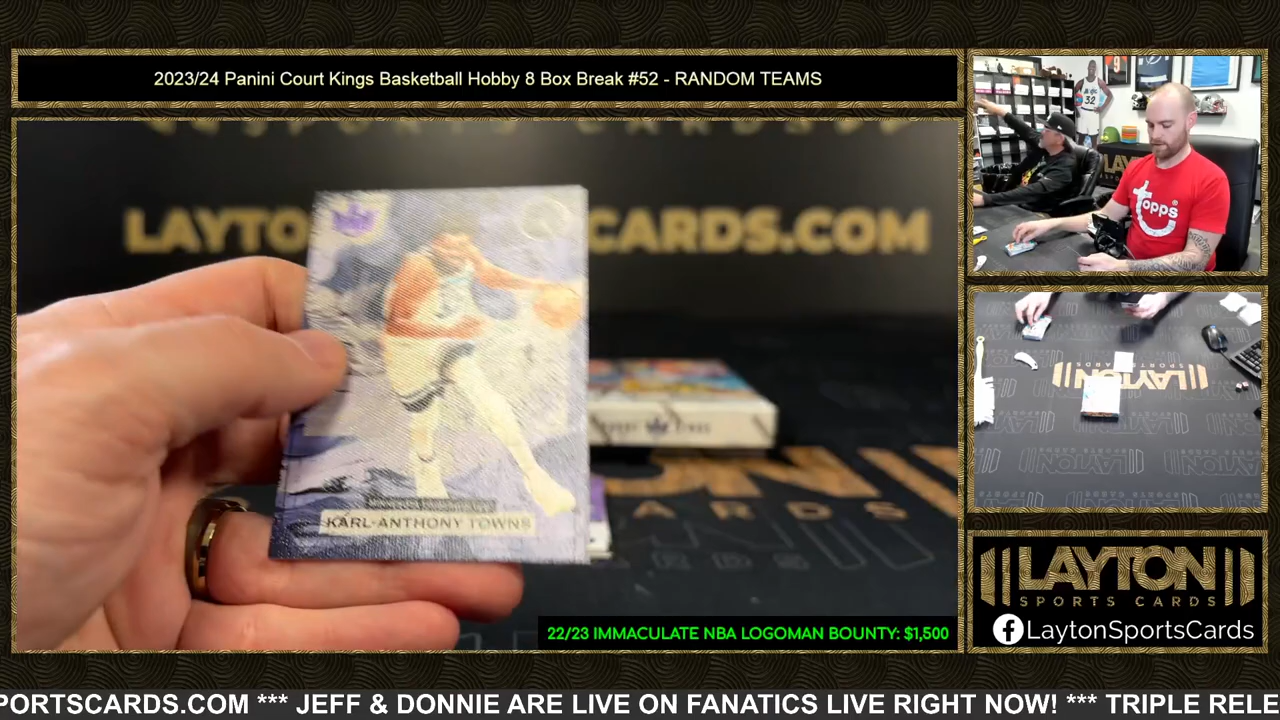 2023/24 Panini Court Kings Basketball Hobby 8 Box Break #52 - RANDOM TEAMS
KARL-ANTHONY TOWNS
22/23 IMMACULATE NBA LOGOMAN BOUNTY: $1,500
topps
32
LAYTON
LAYTON
SPORTS CARDS
LaytonSportsCards
PORTSCARDS.COM *** JEFF & DONNIE ARE LIVE ON FANATICS LIVE RIGHT NOW! *** TRIPLE RELE